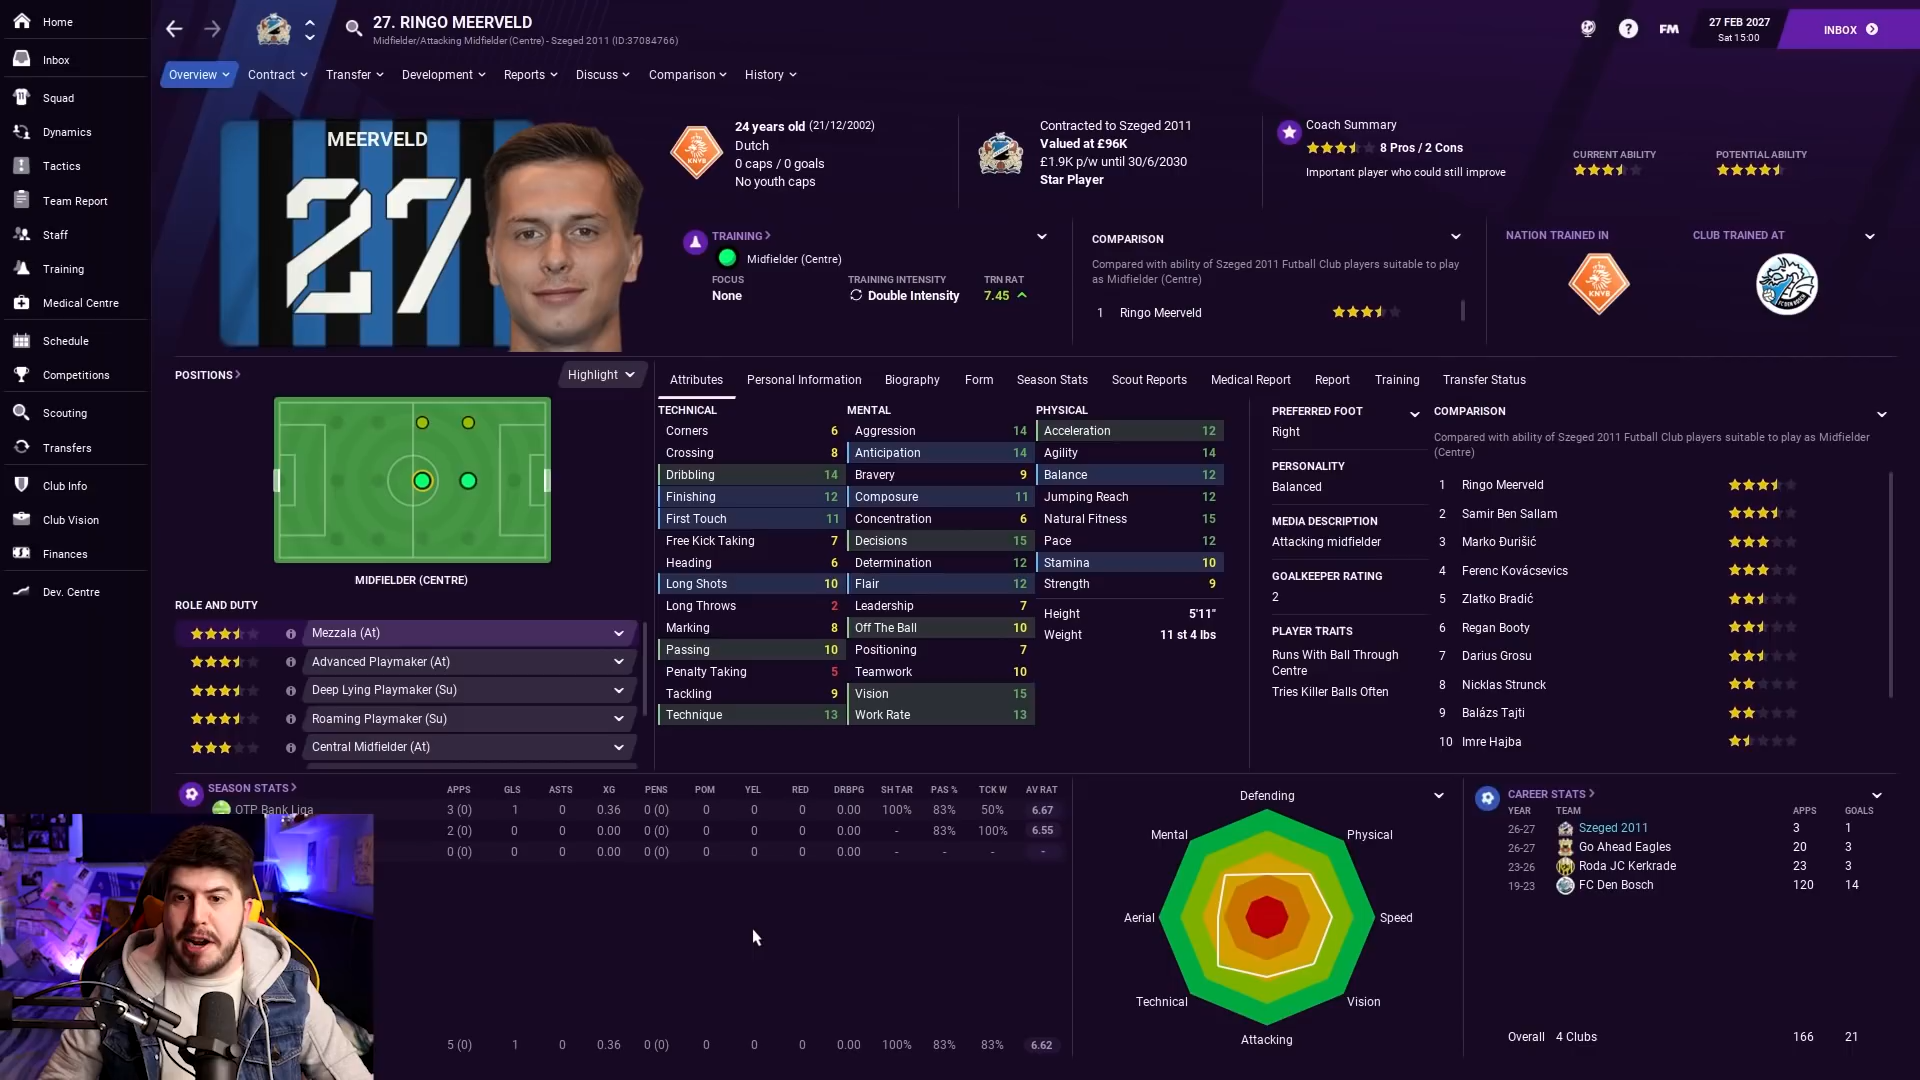 Home
Inbox
Squad
Dynamics
Tactics
Team Report
Staff
Training
Medical Centre
Schedule
Competitions
Scouting
Transfers
Club Info
Club Vision
Finances
Dev. Centre
27. RINGO MEERVELD
Midfielder/Attacking Midfielder (Centre) - Szeged 2011 (ID:37084766)
FM
27 FEB 2027
Sat 15:00
INBOX
Overview Contract Transfer Development Reports Discuss Comparison History
MEERVELD
27
KNVB
24 years old (21/12/2002)
Dutch
0 caps / 0 goals
No youth caps
Contracted to Szeged 2011
Valued at £96K
£1.9K p/w until 30/6/2030
Star Player
Coach Summary
8 Pros / 2 Cons
Important player who could still improve
CURRENT ABILITY
POTENTIAL ABILITY
TRAINING
Midfielder (Centre)
FOCUS TRAINING INTENSITY TRN RAT
None Double Intensity 7.45
COMPARISON
Compared with ability of Szeged 2011 Futball Club players suitable to play
as Midfielder (Centre)
1 Ringo Meerveld
NATION TRAINED IN
KNVB
CLUB TRAINED AT
FC DEN BOSCH
POSITIONS
Highlight
MIDFIELDER (CENTRE)
ROLE AND DUTY
Mezzala (At)
Advanced Playmaker (At)
Deep Lying Playmaker (Su)
Roaming Playmaker (Su)
Central Midfielder (At)
Attributes Personal Information Biography Form Season Stats Scout Reports Medical Report Report Training Transfer Status
TECHNICAL
Corners 6
Crossing 8
Dribbling 14
Finishing 12
First Touch 11
Free Kick Taking 7
Heading 6
Long Shots 10
Long Throws 2
Marking 8
Passing 10
Penalty Taking 5
Tackling 9
Technique 13
MENTAL
Aggression 14
Anticipation 14
Bravery 9
Composure 11
Concentration 6
Decisions 15
Determination 12
Flair 12
Leadership 7
Off The Ball 10
Positioning 7
Teamwork 10
Vision 15
Work Rate 13
PHYSICAL
Acceleration 12
Agility 14
Balance 12
Jumping Reach 12
Natural Fitness 15
Pace 12
Stamina 10
Strength 9
Height 5'11"
Weight 11 st 4 lbs
PREFERRED FOOT
Right
PERSONALITY
Balanced
MEDIA DESCRIPTION
Attacking midfielder
GOALKEEPER RATING
2
PLAYER TRAITS
Runs With Ball Through
Centre
Tries Killer Balls Often
COMPARISON
Compared with ability of Szeged 2011 Futball Club players suitable to play as Midfielder
(Centre)
1 Ringo Meerveld
2 Samir Ben Sallam
3 Marko Đurišić
4 Ferenc Kovácsevics
5 Zlatko Bradić
6 Regan Booty
7 Darius Grosu
8 Nicklas Strunck
9 Balázs Tajti
10 Imre Hajba
SEASON STATS APPS GLS ASTS XG PENS POM YEL RED DRBPG SH TAR PAS % TCK W AV RAT
OTP Bank Liga 3 (0) 1 0 0.36 0 (0) 0 0 0 0.00 100% 83% 50% 6.67
2 (0) 0 0 0.00 0 (0) 0 0 0 0.00 - 83% 100% 6.55
0 (0) 0 0 0.00 0 (0) 0 0 0 0.00 - - - -
5 (0) 1 0 0.36 0 (0) 0 0 0 0.00 100% 83% 83% 6.62
Defending
Physical
Speed
Vision
Attacking
Technical
Aerial
Mental
CAREER STATS
YEAR TEAM APPS GOALS
26-27 Szeged 2011 3 1
26-27 Go Ahead Eagles 20 3
23-26 Roda JC Kerkrade 23 3
19-23 FC Den Bosch 120 14
Overall 4 Clubs 166 21